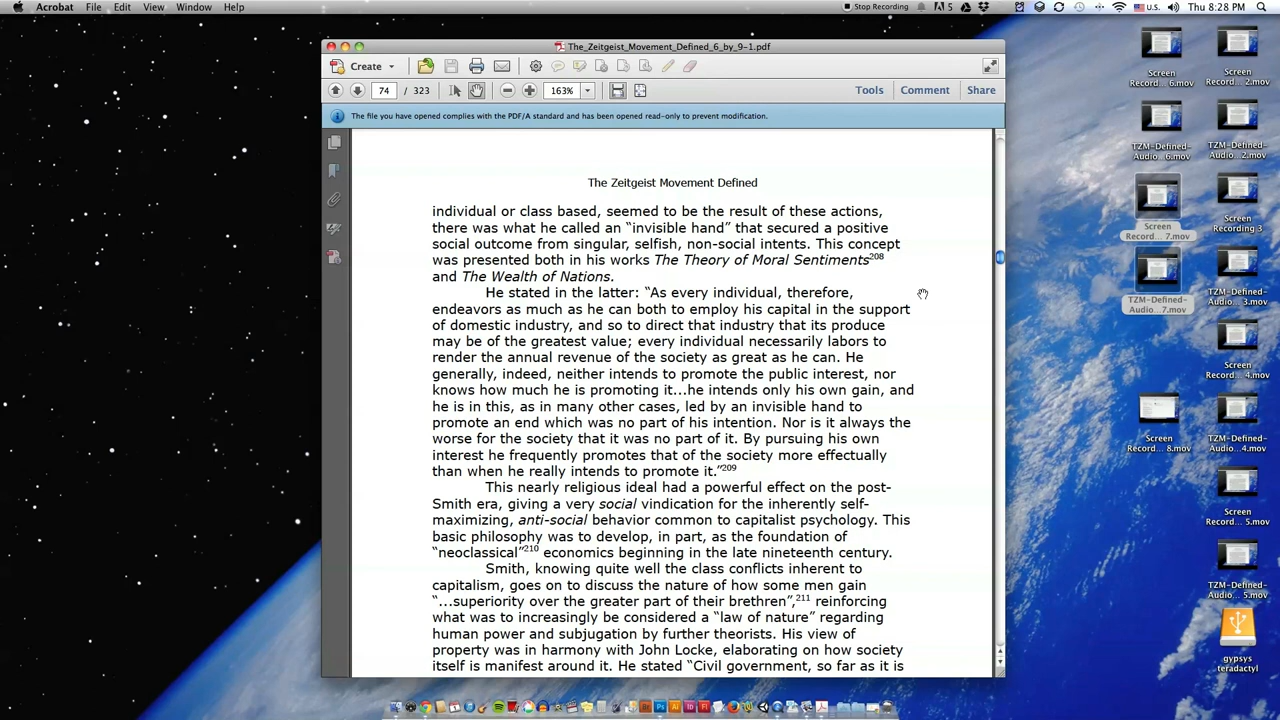 Acrobat File Edit View Window Help
Stop Recording 5 U.S. Thu 8:28 PM
The_Zeitgeist_Movement_Defined_6_by_9-1.pdf
Create
74 / 323 163% Tools Comment Share
The file you have opened complies with the PDF/A standard and has been opened read-only to prevent modification.
The Zeitgeist Movement Defined
individual or class based, seemed to be the result of these actions,
there was what he called an “invisible hand” that secured a positive
social outcome from singular, selfish, non-social intents. This concept
was presented both in his works The Theory of Moral Sentiments208
and The Wealth of Nations.
He stated in the latter: “As every individual, therefore,
endeavors as much as he can both to employ his capital in the support
of domestic industry, and so to direct that industry that its produce
may be of the greatest value; every individual necessarily labors to
render the annual revenue of the society as great as he can. He
generally, indeed, neither intends to promote the public interest, nor
knows how much he is promoting it...he intends only his own gain, and
he is in this, as in many other cases, led by an invisible hand to
promote an end which was no part of his intention. Nor is it always the
worse for the society that it was no part of it. By pursuing his own
interest he frequently promotes that of the society more effectually
than when he really intends to promote it.”209
This nearly religious ideal had a powerful effect on the post-
Smith era, giving a very social vindication for the inherently self-
maximizing, anti-social behavior common to capitalist psychology. This
basic philosophy was to develop, in part, as the foundation of
“neoclassical”210 economics beginning in the late nineteenth century.
Smith, knowing quite well the class conflicts inherent to
capitalism, goes on to discuss the nature of how some men gain
“...superiority over the greater part of their brethren”,211 reinforcing
what was to increasingly be considered a “law of nature” regarding
human power and subjugation by further theorists. His view of
property was in harmony with John Locke, elaborating on how society
itself is manifest around it. He stated “Civil government, so far as it is
Screen
Record... 6.mov
Screen
Record... 2.mov
TZM-Defined-
Audio... 6.mov
TZM-Defined-
Audio... 2.mov
Screen
Record... 7.mov
Screen
Recording 3
TZM-Defined-
Audio... 7.mov
TZM-Defined-
Audio... 3.mov
Screen
Record... 4.mov
Screen
Record... 8.mov
TZM-Defined-
Audio... 4.mov
Screen
Record... 5.mov
TZM-Defined-
Audio... 5.mov
gypsys
teradactyl